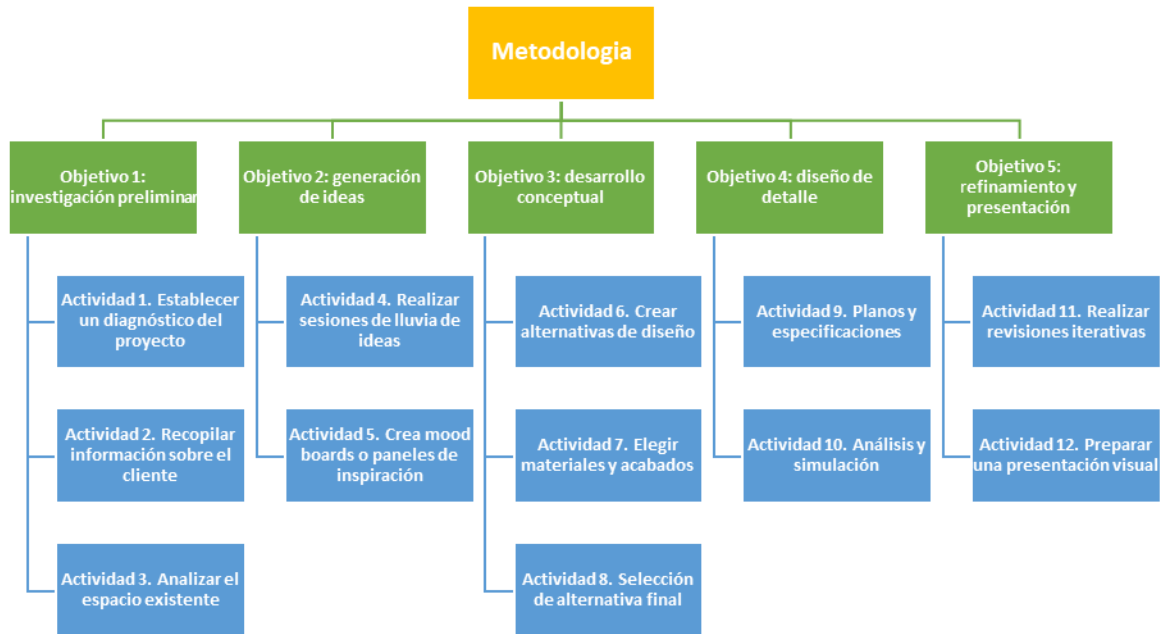 Metodologia
Objetivo 1:
investigación preliminar
Objetivo 2: generación
de ideas
Objetivo 3: desarrollo
conceptual
Objetivo 4: diseño de
detalle
Objetivo 5:
refinamiento y
presentación
Actividad 1. Establecer
un diagnóstico del
proyecto
Actividad 2. Recopilar
información sobre el
cliente
Actividad 3. Analizar el
espacio existente
Actividad 4. Realizar
sesiones de lluvia de
ideas
Actividad 5. Crea mood
boards o paneles de
inspiración
Actividad 6. Crear
alternativas de diseño
Actividad 7. Elegir
materiales y acabados
Actividad 8. Selección
de alternativa final
Actividad 9. Planos y
especificaciones
Actividad 10. Análisis y
simulación
Actividad 11. Realizar
revisiones iterativas
Actividad 12. Preparar
una presentación visual